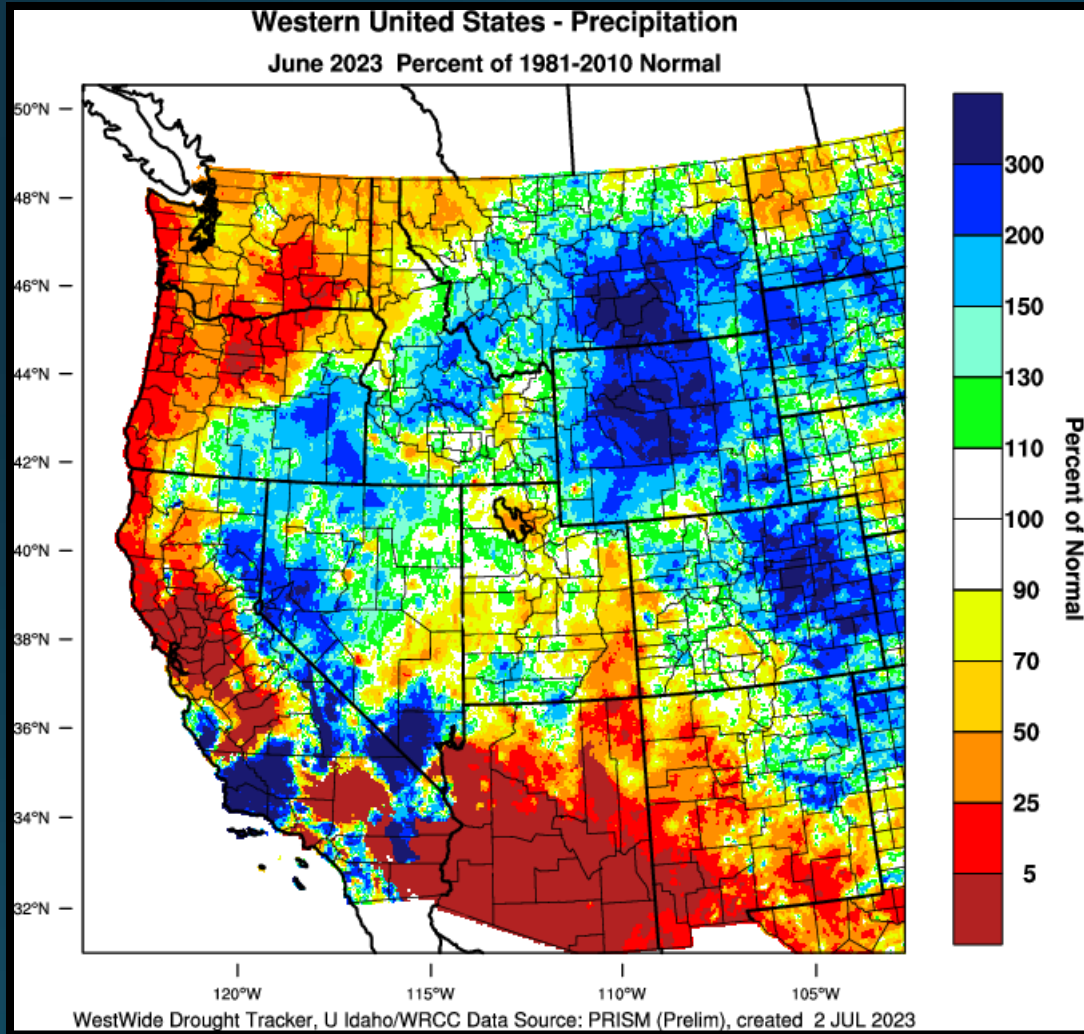 Western United States - Precipitation
June 2023 Percent of 1981-2010 Normal
50°N
48°N
46°N
44°N
42°N
40°N
38°N
36°N
34°N
32°N
120°W
115°W
110°W
105°W
300
200
150
130
110
100
90
70
50
25
5
Percent of Normal
WestWide Drought Tracker, U Idaho/WRCC Data Source: PRISM (Prelim), created 2 JUL 2023